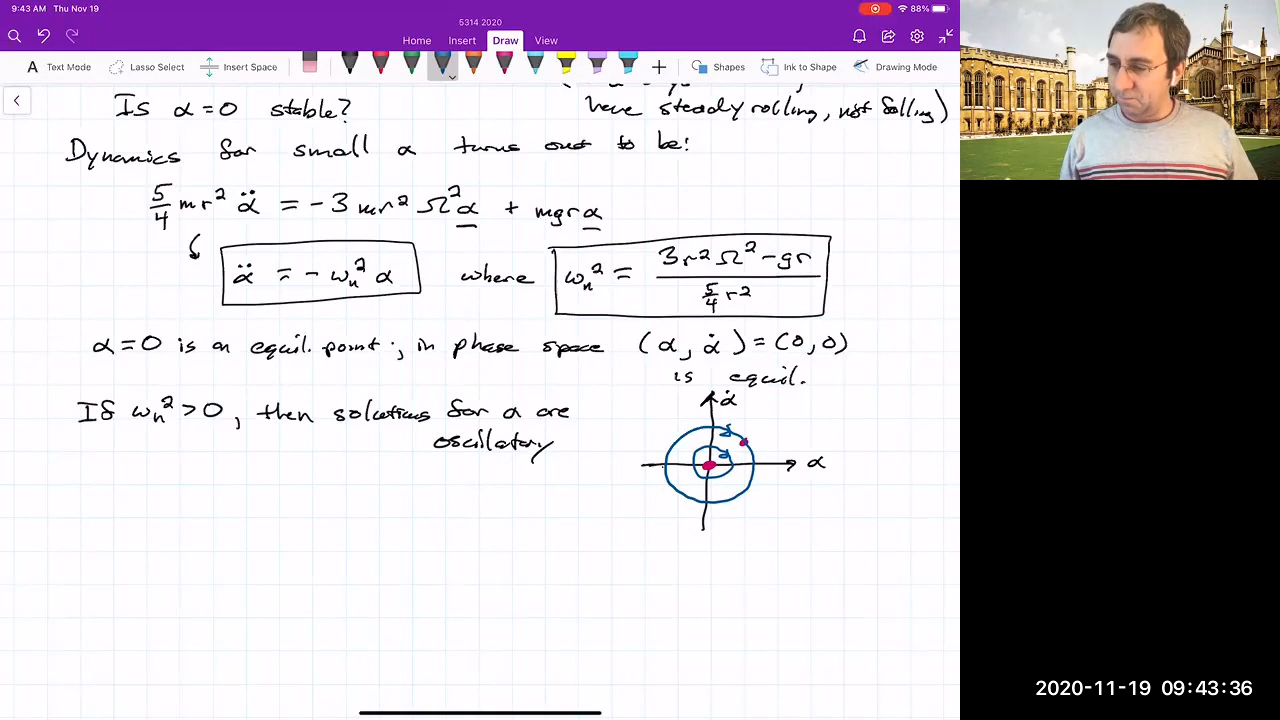 9:43 AM Thu Nov 19
88%
5314 2020
Home Insert Draw View
Text Mode Lasso Select Insert Space Shapes Ink to Shape Drawing Mode
Is α = 0 stable?
have steady rolling, not falling)
Dynamics for small α turns out to be:
5/4 mr² α̈ = -3 mr² Ω² α + mgr α
α̈ = - ωₙ² α where ωₙ² = (3r²Ω² - gr) / (5/4 r²)
α = 0 is an equil. point; in phase space (α, α̇) = (0, 0)
is equil.
If ωₙ² > 0, then solutions for α are
oscilatory
α̇
α
2020-11-19 09:43:36